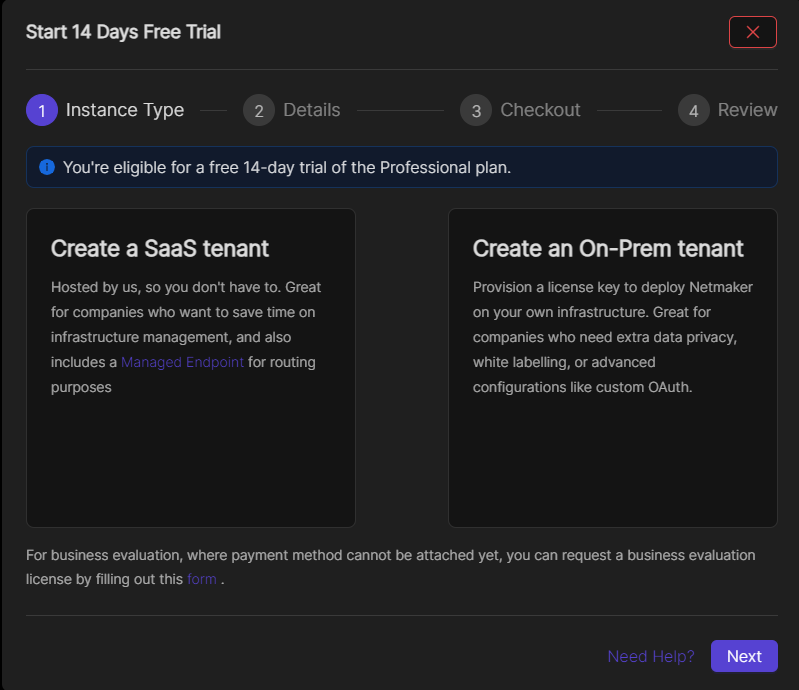 Start 14 Days Free Trial
1 Instance Type 2 Details 3 Checkout 4 Review
You're eligible for a free 14-day trial of the Professional plan.
Create a SaaS tenant
Hosted by us, so you don't have to. Great
for companies who want to save time on
infrastructure management, and also
includes a Managed Endpoint for routing
purposes
Create an On-Prem tenant
Provision a license key to deploy Netmaker
on your own infrastructure. Great for
companies who need extra data privacy,
white labelling, or advanced
configurations like custom OAuth.
For business evaluation, where payment method cannot be attached yet, you can request a business evaluation
license by filling out this form .
Need Help? Next